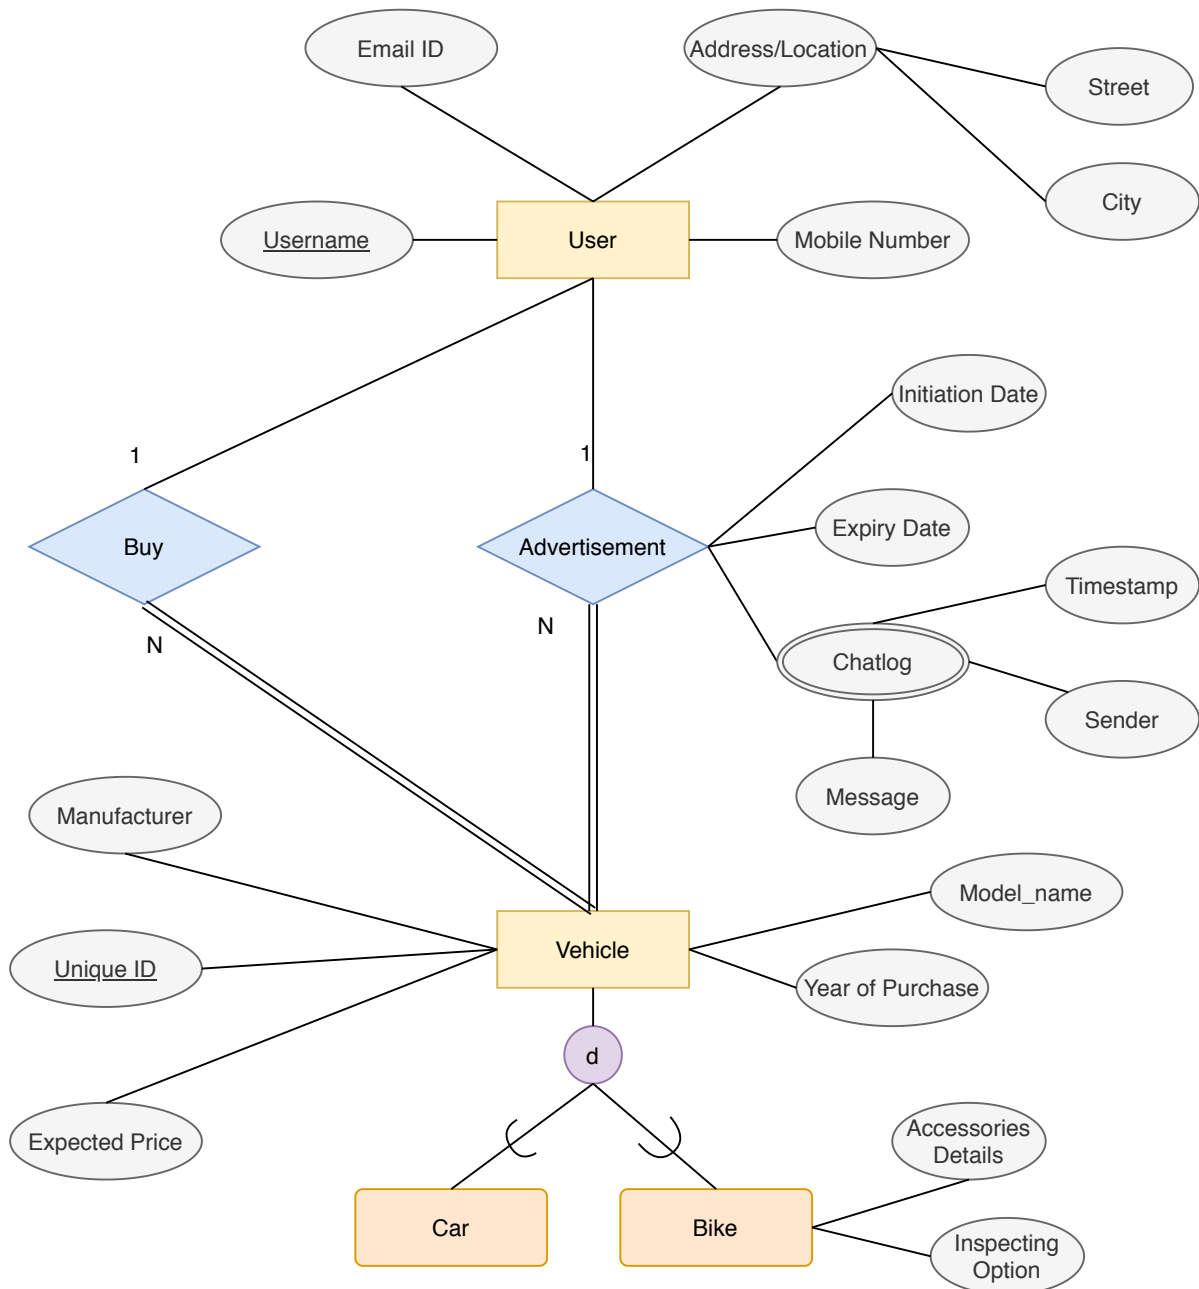 Email ID
Address/Location
Street
City
Username
User
Mobile Number
Initiation Date
1
1
Buy
Advertisement
Expiry Date
Timestamp
N
N
Chatlog
Sender
Message
Manufacturer
Model_name
Vehicle
Unique ID
Year of Purchase
d
Expected Price
Accessories
Details
Car
Bike
Inspecting
Option